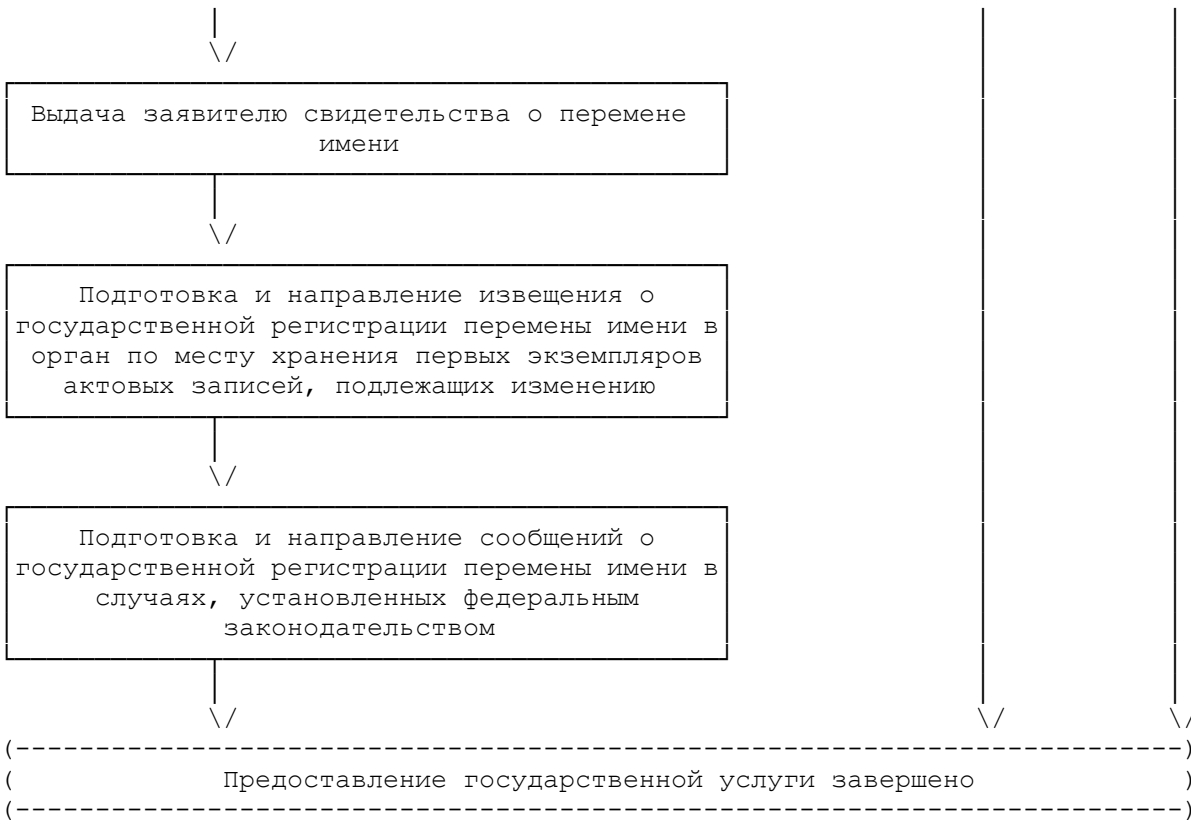 Выдача заявителю свидетельства о перемене
имени
Подготовка и направление извещения о
государственной регистрации перемены имени в
орган по месту хранения первых экземпляров
актовых записей, подлежащих изменению
Подготовка и направление сообщений о
государственной регистрации перемены имени в
случаях, установленных федеральным
законодательством
Предоставление государственной услуги завершено